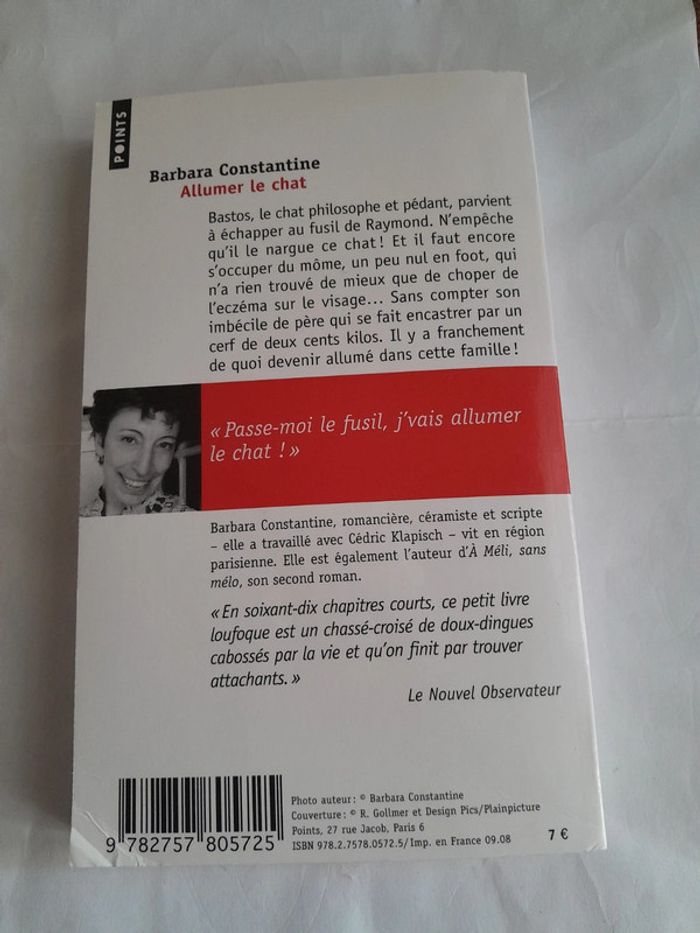 POINTS
Barbara Constantine
Allumer le chat
Bastos, le chat philosophe et pédant, parvient
à échapper au fusil de Raymond. N’empêche
qu’il le nargue ce chat ! Et il faut encore
s’occuper du môme, un peu nul en foot, qui
n’a rien trouvé de mieux que de choper de
l’eczéma sur le visage… Sans compter son
imbécile de père qui se fait encastrer par un
cerf de deux cents kilos. Il y a franchement
de quoi devenir allumé dans cette famille !
« Passe-moi le fusil, j’vais allumer
le chat ! »
Barbara Constantine, romancière, céramiste et scripte
– elle a travaillé avec Cédric Klapisch – vit en région
parisienne. Elle est également l’auteur d’À Méli, sans
mélo, son second roman.
« En soixant-dix chapitres courts, ce petit livre
loufoque est un chassé-croisé de doux-dingues
cabossés par la vie et qu’on finit par trouver
attachants. »
Le Nouvel Observateur
Photo auteur : © Barbara Constantine
Couverture : © R. Gollmer et Design Pics/Plainpicture
Points, 27 rue Jacob, Paris 6
ISBN 978.2.7578.0572.5/Imp. en France 09.08
7 €
9 782757 805725